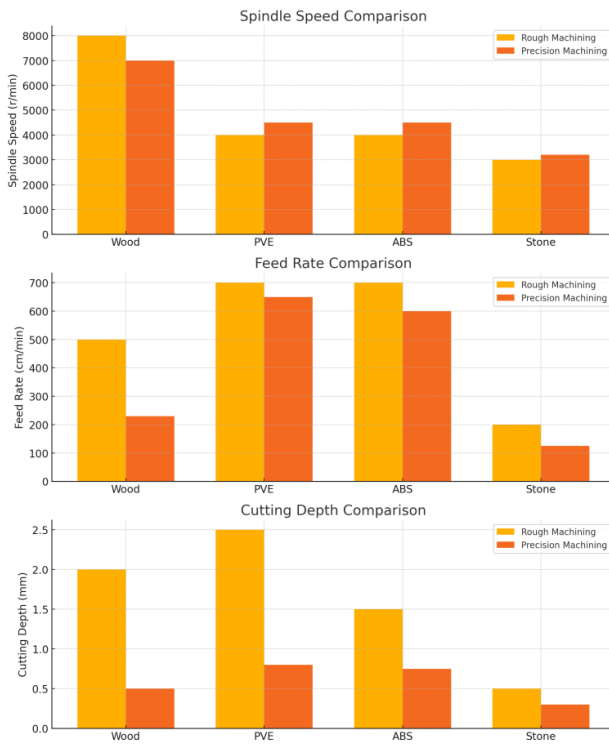 Spindle Speed Comparison
Spindle Speed (r/min)
8000
7000
6000
5000
4000
3000
2000
1000
0
Rough Machining
Precision Machining
Wood PVE ABS Stone
Feed Rate Comparison
Feed Rate (cm/min)
700
600
500
400
300
200
100
0
Rough Machining
Precision Machining
Wood PVE ABS Stone
Cutting Depth Comparison
Cutting Depth (mm)
2.5
2.0
1.5
1.0
0.5
0.0
Rough Machining
Precision Machining
Wood PVE ABS Stone